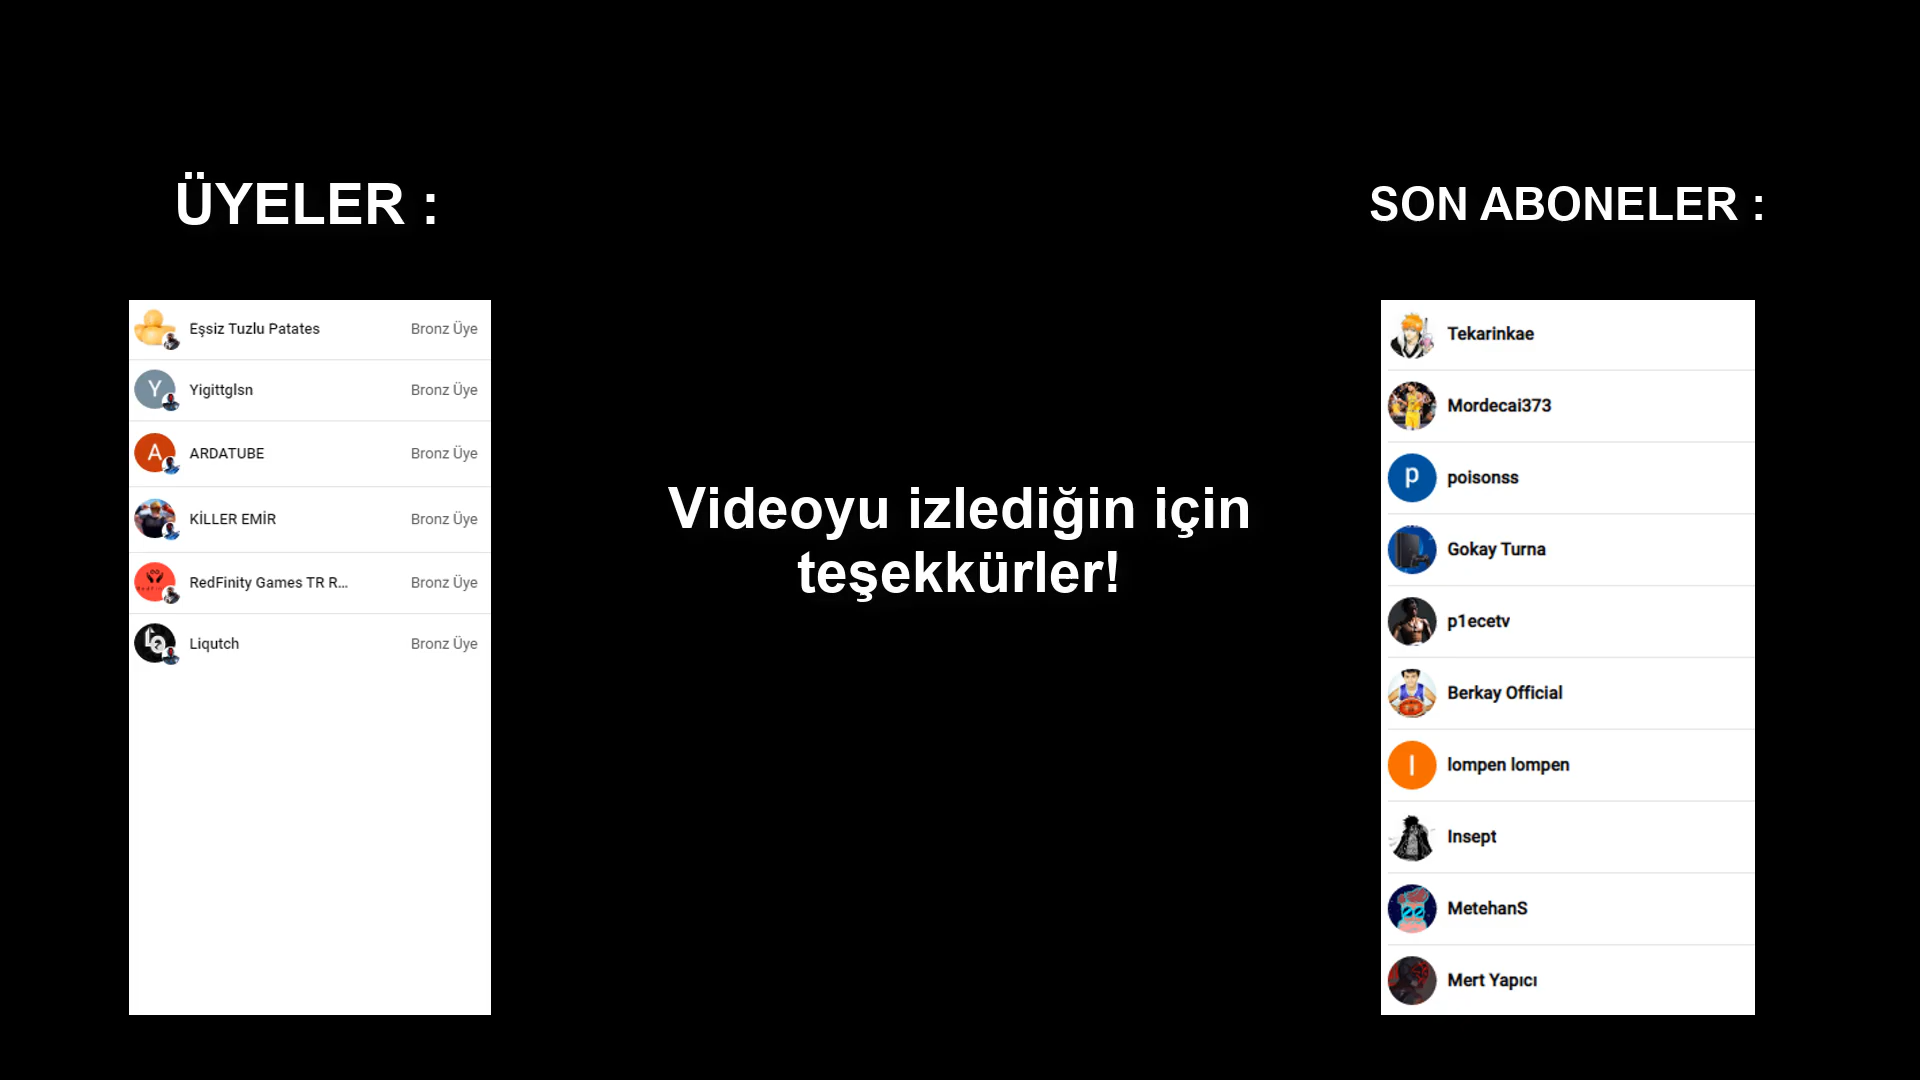 ÜYELER :
Eşsiz Tuzlu Patates Bronz Üye
Y Yigittglsn Bronz Üye
A ARDATUBE Bronz Üye
KİLLER EMİR Bronz Üye
RedFinity Games TR R... Bronz Üye
Liqutch Bronz Üye
Videoyu izlediğin için
teşekkürler!
SON ABONELER :
Tekarinkae
Mordecai373
p poisonss
Gokay Turna
p1ecetv
Berkay Official
l lompen lompen
Insept
MetehanS
Mert Yapıcı